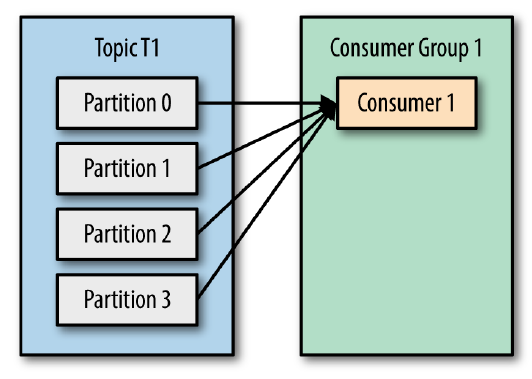 Topic T1
Partition 0
Partition 1
Partition 2
Partition 3
Consumer Group 1
Consumer 1